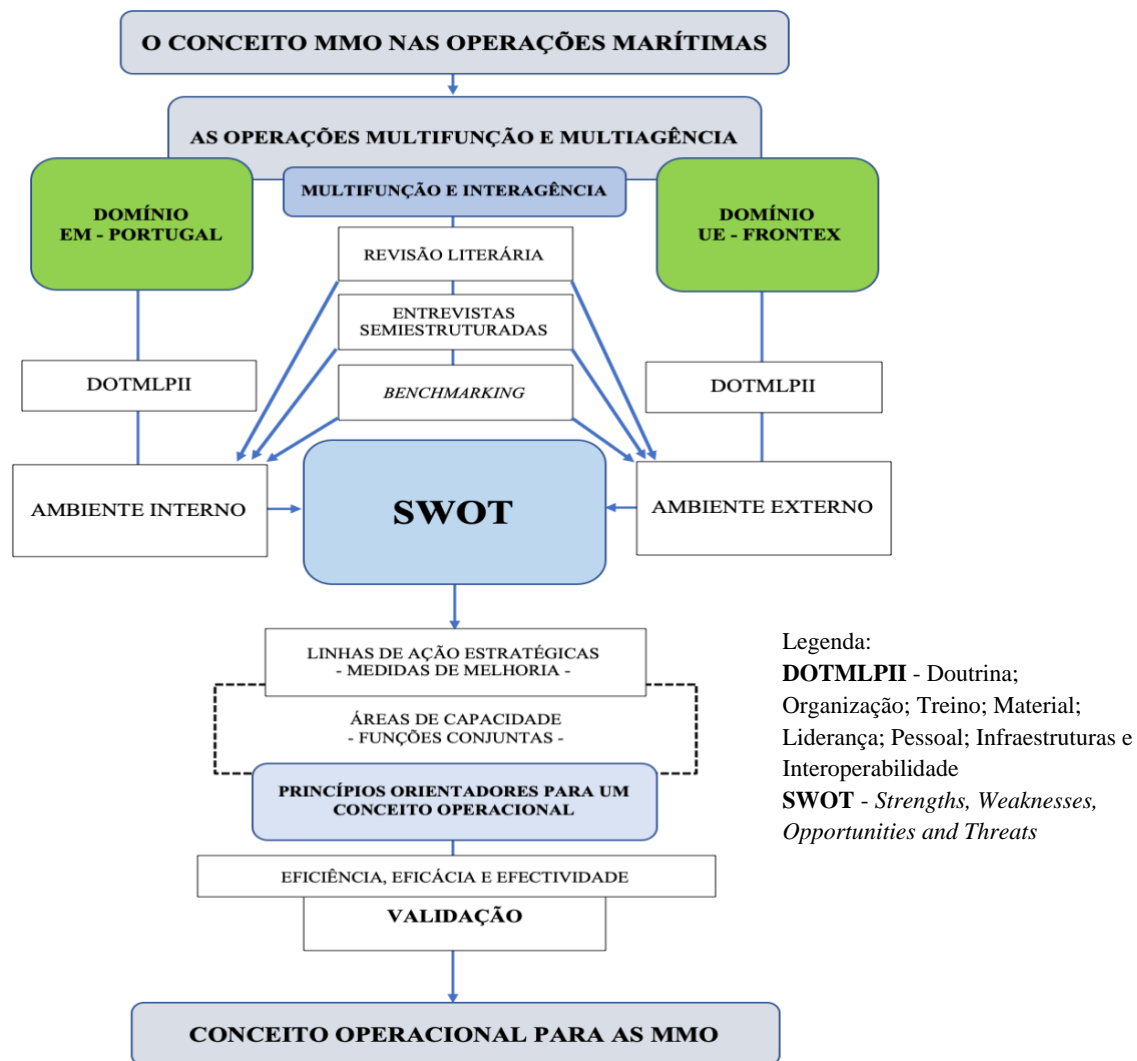 O CONCEITO MMO NAS OPERAÇÕES MARÍTIMAS
AS OPERAÇÕES MULTIFUNÇÃO E MULTIAGÊNCIA
MULTIFUNÇÃO E INTERAGÊNCIA
DOMÍNIO
EM - PORTUGAL
DOMÍNIO
UE - FRONTEX
REVISÃO LITERÁRIA
ENTREVISTAS
SEMIESTRUTURADAS
BENCHMARKING
DOTMLPII
DOTMLPII
AMBIENTE INTERNO
SWOT
AMBIENTE EXTERNO
LINHAS DE AÇÃO ESTRATÉGICAS
- MEDIDAS DE MELHORIA -
ÁREAS DE CAPACIDADE
- FUNÇÕES CONJUNTAS -
PRINCÍPIOS ORIENTADORES PARA UM
CONCEITO OPERACIONAL
EFICIÊNCIA, EFICÁCIA E EFECTIVIDADE
VALIDAÇÃO
CONCEITO OPERACIONAL PARA AS MMO
Legenda:
DOTMLPII - Doutrina;
Organização; Treino; Material;
Liderança; Pessoal; Infraestruturas e
Interoperabilidade
SWOT - Strengths, Weaknesses,
Opportunities and Threats